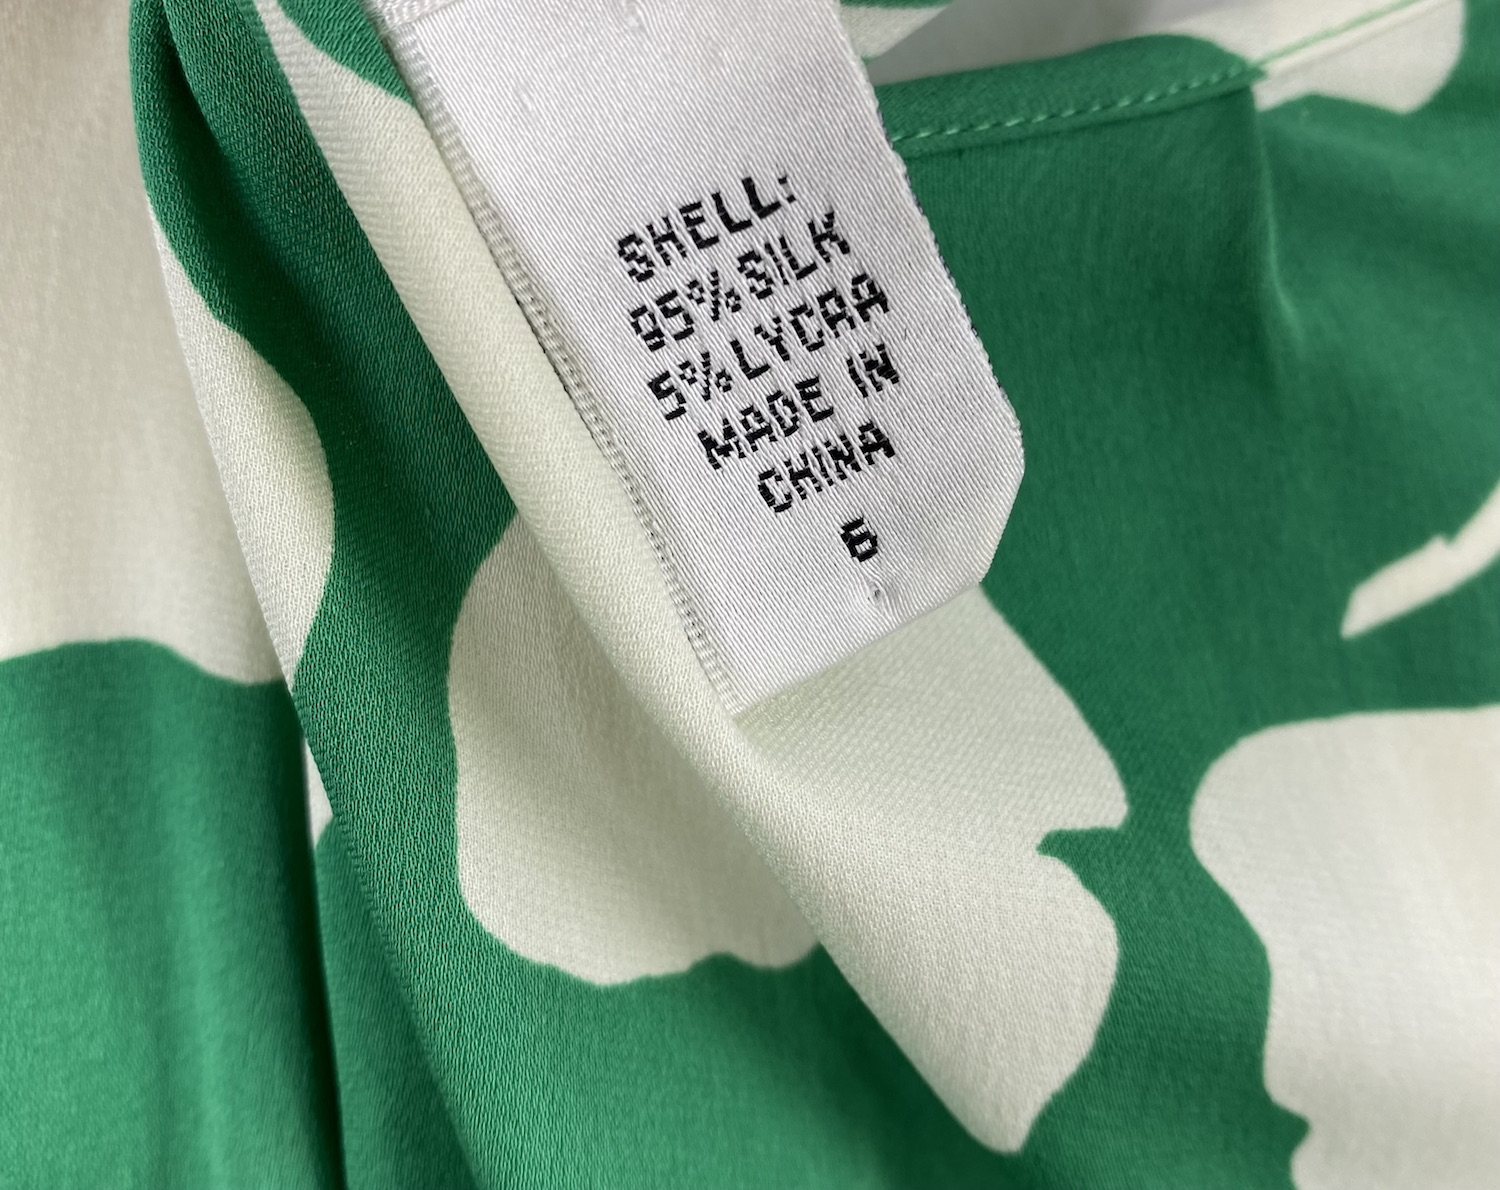 SHELL:
95% SILK
5% LYCRA
MADE IN
CHINA
6